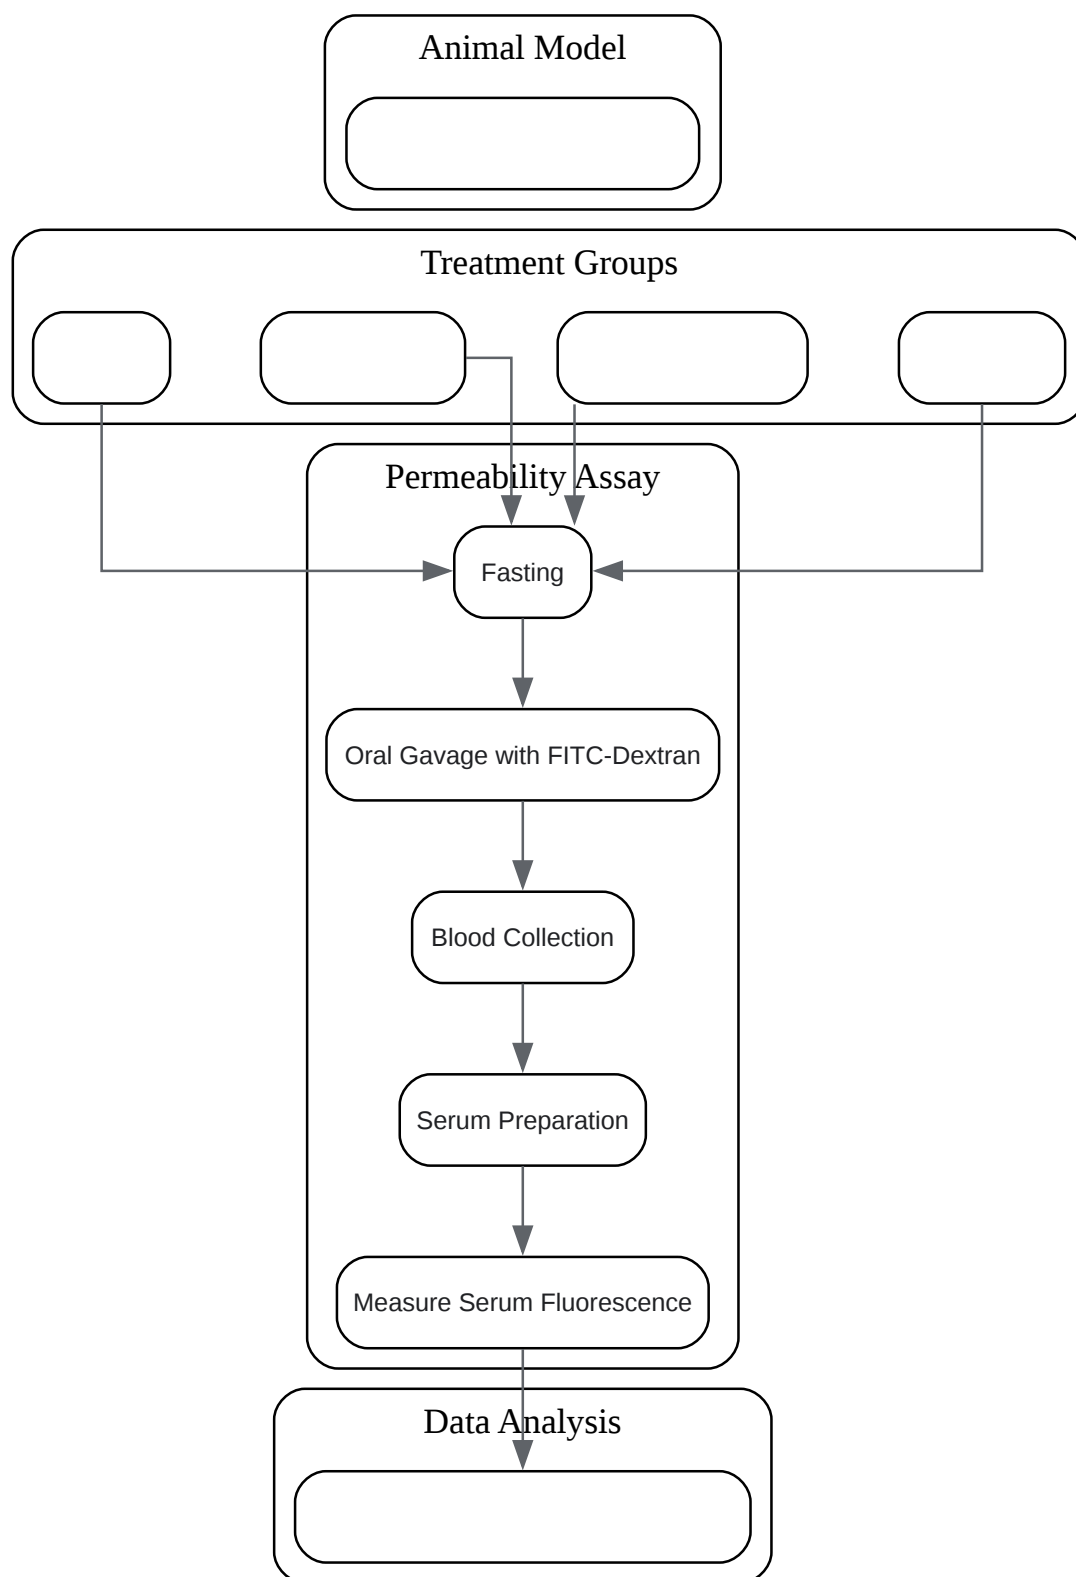 Animal Model
Treatment Groups
Permeability Assay
Fasting
Oral Gavage with FITC-Dextran
Blood Collection
Serum Preparation
Measure Serum Fluorescence
Data Analysis